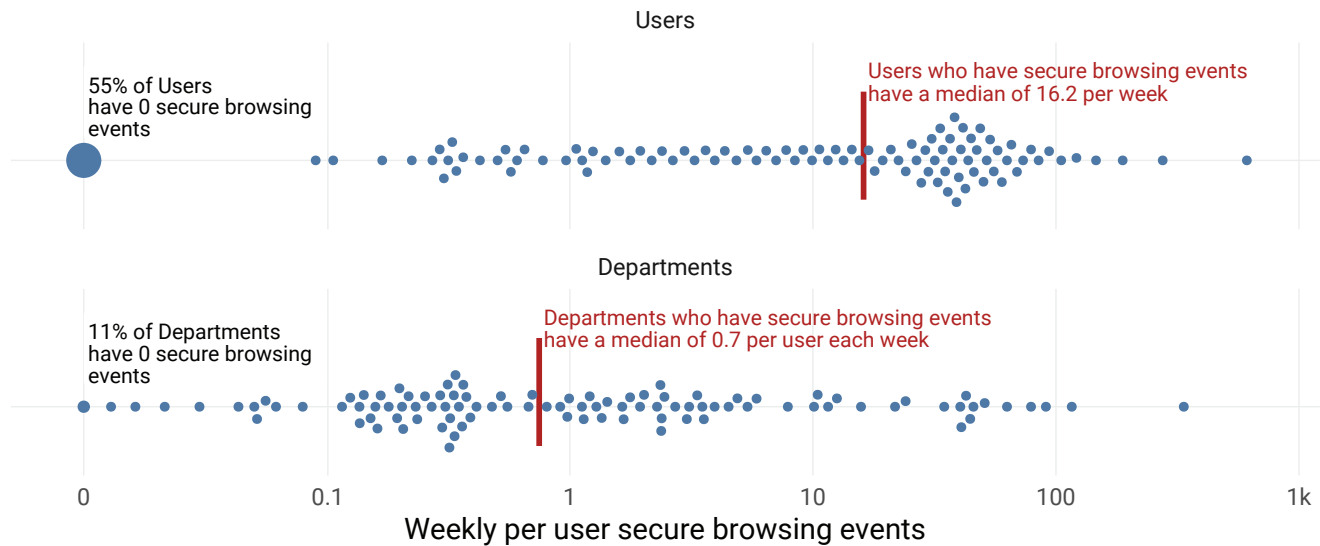 Users
55% of Users
have 0 secure browsing
events
Users who have secure browsing events
have a median of 16.2 per week
Departments
11% of Departments
have 0 secure browsing
events
Departments who have secure browsing events
have a median of 0.7 per user each week
0 0.1 1 10 100 1k
Weekly per user secure browsing events